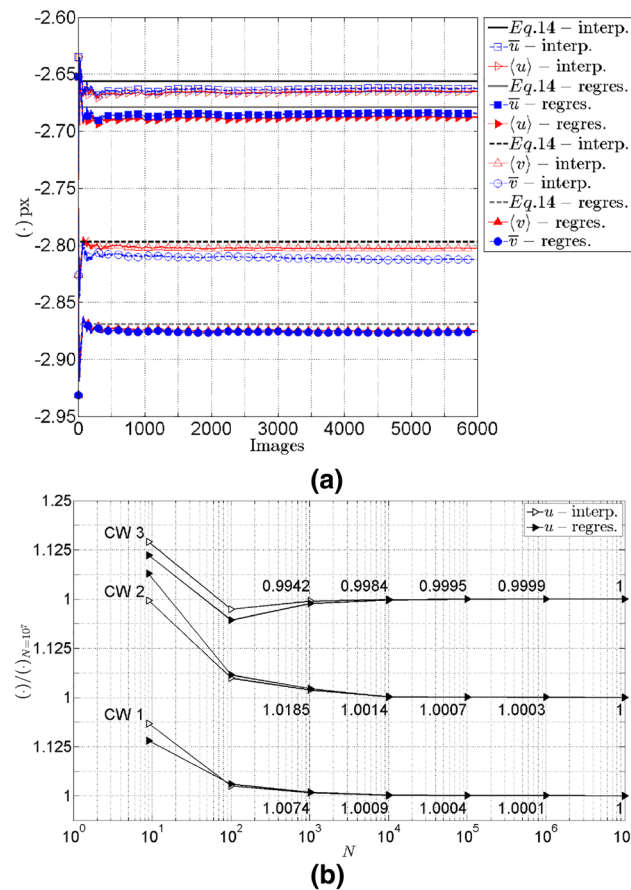 -2.60
-2.65
-2.70
-2.75
-2.80
-2.85
-2.90
-2.95
(·) px
0 1000 2000 3000 4000 5000 6000
Images
Eq.14 – interp.
u̅ – interp.
⟨u⟩ – interp.
Eq.14 – regres.
u̅ – regres.
⟨u⟩ – regres.
Eq.14 – interp.
⟨v⟩ – interp.
v̅ – interp.
Eq.14 – regres.
⟨v⟩ – regres.
v̅ – regres.
(a)
1.25
1.125
1
1.125
1
1.125
1
(·)/(·)N=10⁷
u – interp.
u – regres.
CW 3
0.9942 0.9984 0.9995 0.9999 1
CW 2
1.0185 1.0014 1.0007 1.0003 1
CW 1
1.0074 1.0009 1.0004 1.0001 1
10⁰ 10¹ 10² 10³ 10⁴ 10⁵ 10⁶ 10
N
(b)